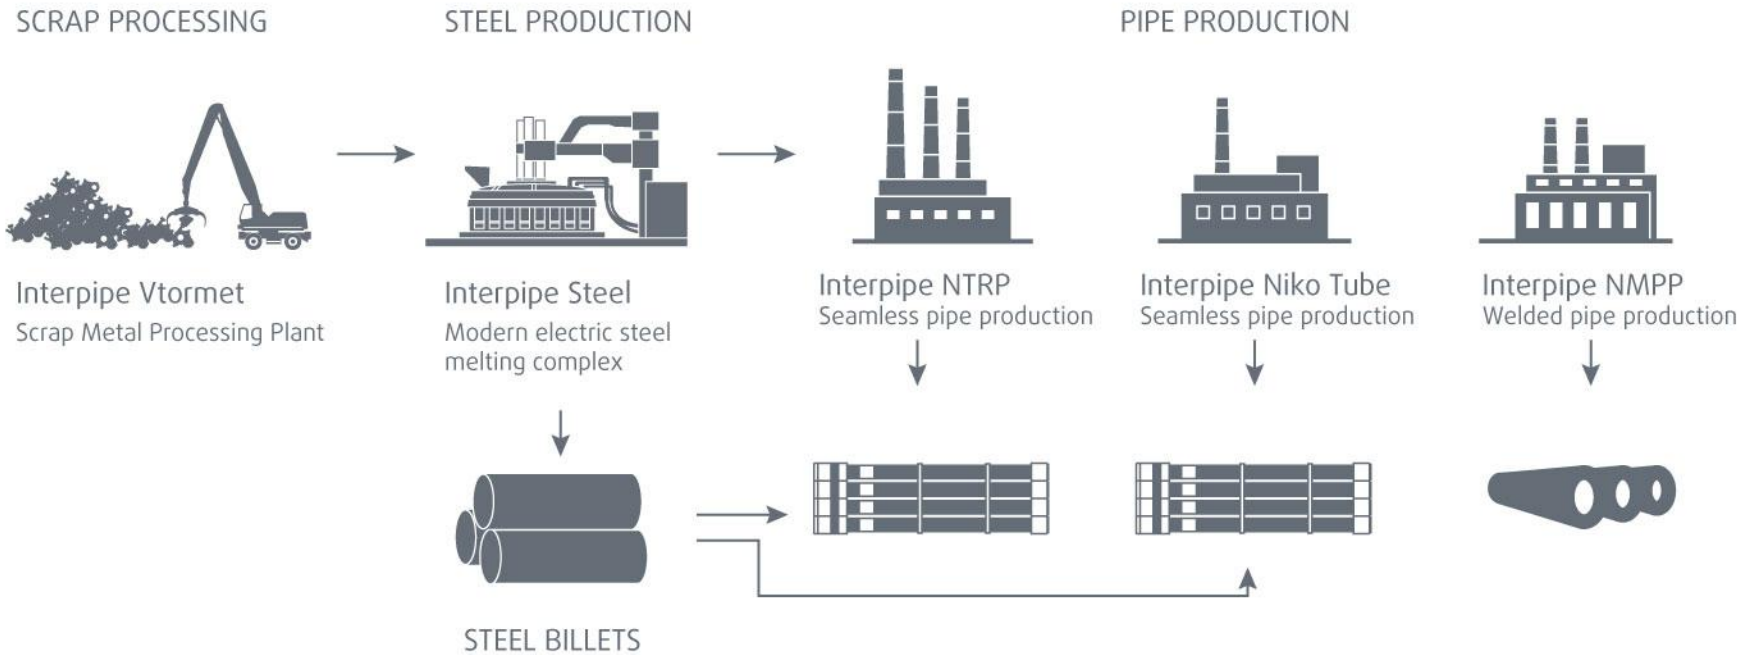 SCRAP PROCESSING
STEEL PRODUCTION
PIPE PRODUCTION
Interpipe Vtormet
Scrap Metal Processing Plant
Interpipe Steel
Modern electric steel
melting complex
Interpipe NTRP
Seamless pipe production
Interpipe Niko Tube
Seamless pipe production
Interpipe NMPP
Welded pipe production
STEEL BILLETS